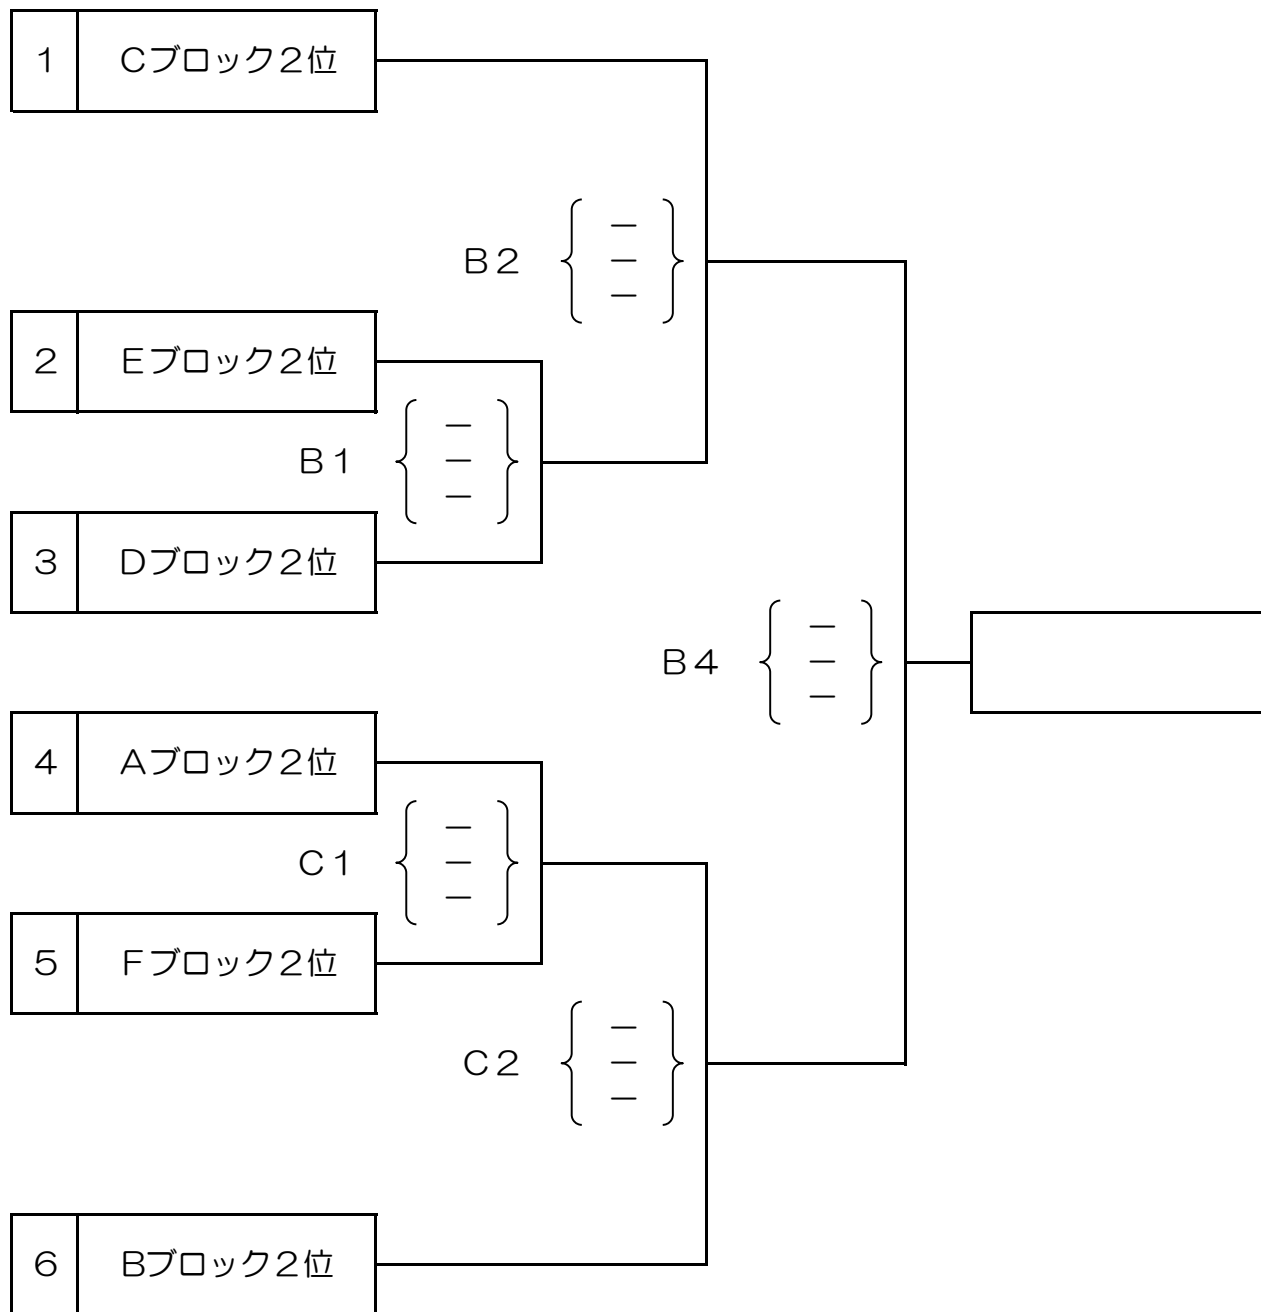 １ Ｃブロック２位
Ｂ２
―
―
―
２ Ｅブロック２位
Ｂ１
―
―
―
３ Ｄブロック２位
Ｂ４
―
―
―
４ Ａブロック２位
Ｃ１
―
―
―
５ Ｆブロック２位
Ｃ２
―
―
―
６ Ｂブロック２位